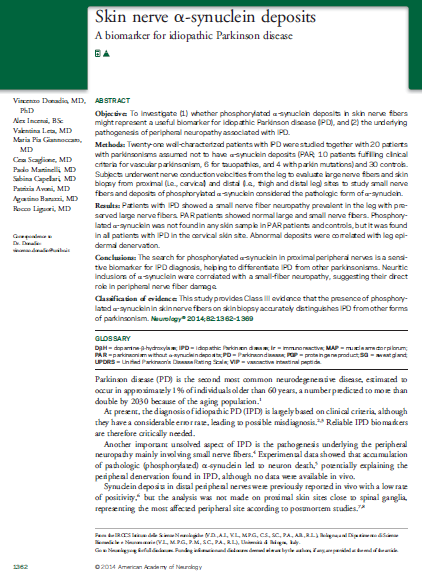 Skin nerve α-synuclein deposits
A biomarker for idiopathic Parkinson disease
Vincenzo Donadio, MD,
PhD
Alex Incensi, BSc
Valentina Leta, MD
Maria Pia Giannoccaro,
MD
Cesa Scaglione, MD
Paolo Martinelli, MD
Sabina Capellari, MD
Patrizia Avoni, MD
Agostino Baruzzi, MD
Rocco Liguori, MD
Correspondence to
Dr. Donadio:
vincenzo.donadio@unibo.it
ABSTRACT
Objective: To investigate (1) whether phosphorylated α-synuclein deposits in skin nerve fibers
might represent a useful biomarker for idiopathic Parkinson disease (IPD), and (2) the underlying
pathogenesis of peripheral neuropathy associated with IPD.
Methods: Twenty-one well-characterized patients with IPD were studied together with 20 patients
with parkinsonisms assumed not to have α-synuclein deposits (PAR; 10 patients fulfilling clinical
criteria for vascular parkinsonism, 6 for tauopathies, and 4 with parkin mutations) and 30 controls.
Subjects underwent nerve conduction velocities from the leg to evaluate large nerve fibers and skin
biopsy from proximal (i.e., cervical) and distal (i.e., thigh and distal leg) sites to study small nerve
fibers and deposits of phosphorylated α-synuclein considered the pathologic form of α-synuclein.
Results: Patients with IPD showed a small nerve fiber neuropathy prevalent in the leg with pre-
served large nerve fibers. PAR patients showed normal large and small nerve fibers. Phosphory-
lated α-synuclein was not found in any skin sample in PAR patients and controls, but it was found
in all patients with IPD in the cervical skin site. Abnormal deposits were correlated with leg epi-
dermal denervation.
Conclusions: The search for phosphorylated α-synuclein in proximal peripheral nerves is a sensi-
tive biomarker for IPD diagnosis, helping to differentiate IPD from other parkinsonisms. Neuritic
inclusions of α-synuclein were correlated with a small-fiber neuropathy, suggesting their direct
role in peripheral nerve fiber damage.
Classification of evidence: This study provides Class III evidence that the presence of phosphory-
lated α-synuclein in skin nerve fibers on skin biopsy accurately distinguishes IPD from other forms
of parkinsonism. Neurology® 2014;82:1362-1369
GLOSSARY
DβH = dopamine-β-hydroxylase; IPD = idiopathic Parkinson disease; ir = immunoreactive; MAP = muscle arrector pilorum;
PAR = parkinsonism without α-synuclein deposits; PD = Parkinson disease; PGP = protein gene product; SG = sweat gland;
UPDRS = Unified Parkinson's Disease Rating Scale; VIP = vasoactive intestinal peptide.
Parkinson disease (PD) is the second most common neurodegenerative disease, estimated to
occur in approximately 1% of individuals older than 60 years, a number predicted to more than
double by 2030 because of the aging population.1
At present, the diagnosis of idiopathic PD (IPD) is largely based on clinical criteria, although
they have a considerable error rate, leading to possible misdiagnosis.2,3 Reliable IPD biomarkers
are therefore critically needed.
Another important unsolved aspect of IPD is the pathogenesis underlying the peripheral
neuropathy mainly involving small nerve fibers.4 Experimental data showed that accumulation
of pathologic (phosphorylated) α-synuclein led to neuron death,5 potentially explaining the
peripheral denervation found in IPD, although no data were available in vivo.
Synuclein deposits in distal peripheral nerves were previously reported in vivo with a low rate
of positivity,6 but the analysis was not made on proximal skin sites close to spinal ganglia,
representing the most affected peripheral site according to postmortem studies.7,8
From the IRCCS Istituto delle Scienze Neurologiche (V.D., A.I., V.L., M.P.G., C.S., S.C., P.A., A.B., R.L.), Bologna; and Dipartimento di Scienze
Biomediche e Neuromotorie (V.L., M.P.G., P.M., S.C., P.A., R.L.), Università di Bologna, Italy.
Go to Neurology.org for full disclosures. Funding information and disclosures deemed relevant by the authors, if any, are provided at the end of the article.
1362
© 2014 American Academy of Neurology